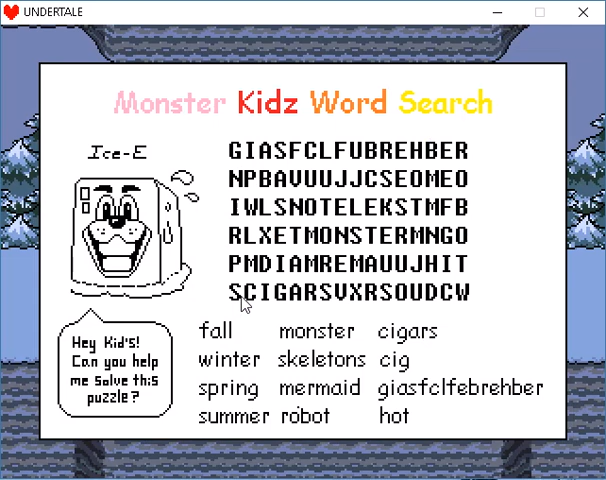 UNDERTALE
Monster Kidz Word Search
Ice-E
GIASFCLFUBREHBER
NPBAVUUJJCSEOMEO
IWLSNOTELEKSTMFB
RLXETMONSTERMNGO
PMDIAMREMAUUJHIT
SCIGARSVXRSOUDCW
Hey Kid's!
Can you help
me solve this
puzzle?
fall monster cigars
winter skeletons cig
spring mermaid giasfclfebrehber
summer robot hot